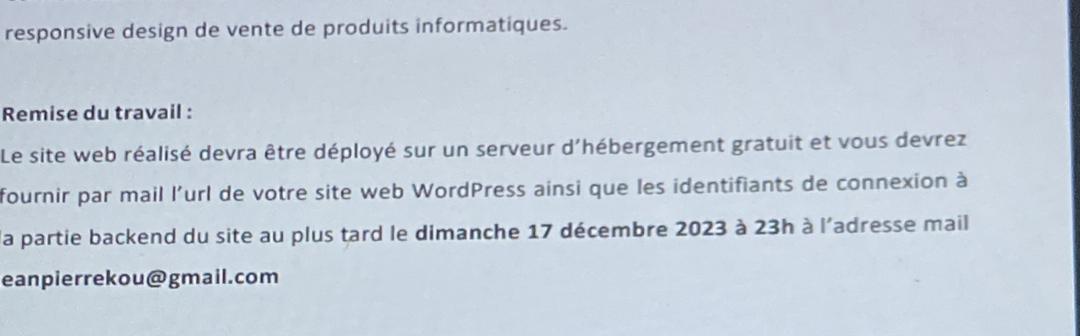 responsive design de vente de produits informatiques.
Remise du travail :
Le site web réalisé devra être déployé sur un serveur d'hébergement gratuit et vous devrez
fournir par mail l'url de votre site web WordPress ainsi que les identifiants de connexion à
la partie backend du site au plus tard le dimanche 17 décembre 2023 à 23h à l'adresse mail
eanpierrekou@gmail.com